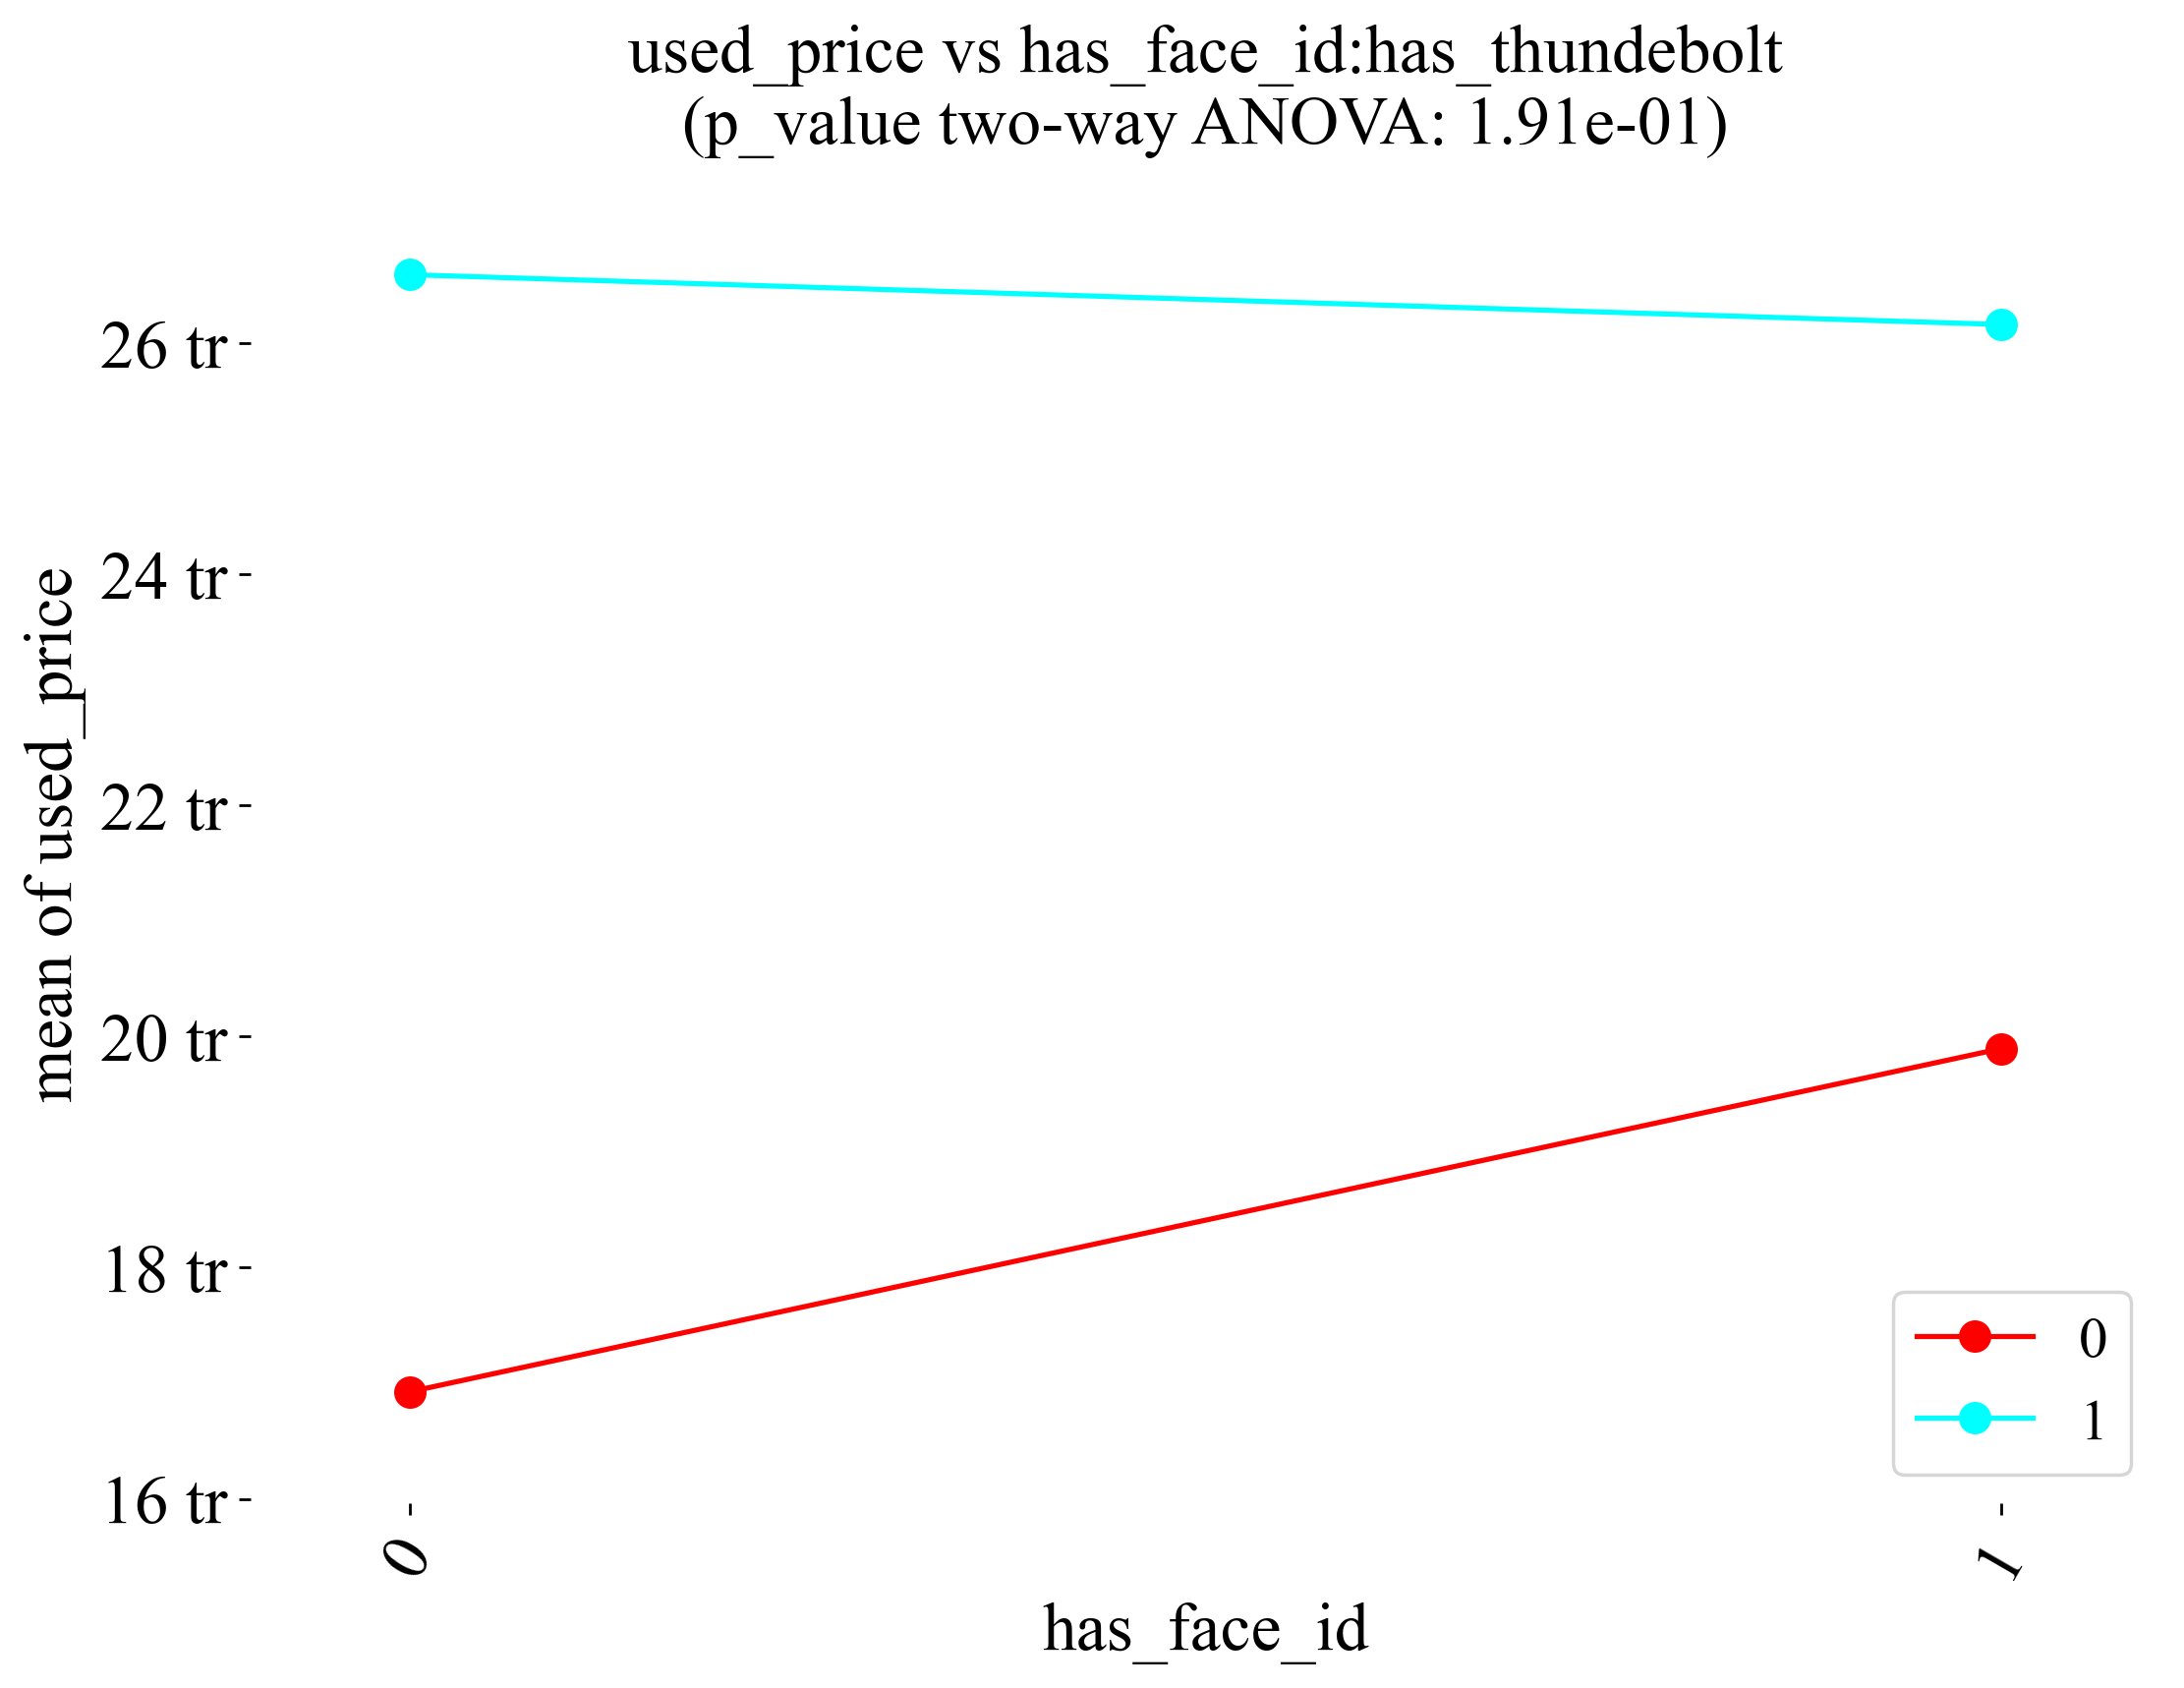 used_price vs has_face_id:has_thundebolt
(p_value two-way ANOVA: 1.91e-01)
mean of used_price
26 tr
24 tr
22 tr
20 tr
18 tr
16 tr
0
1
0
1
has_face_id